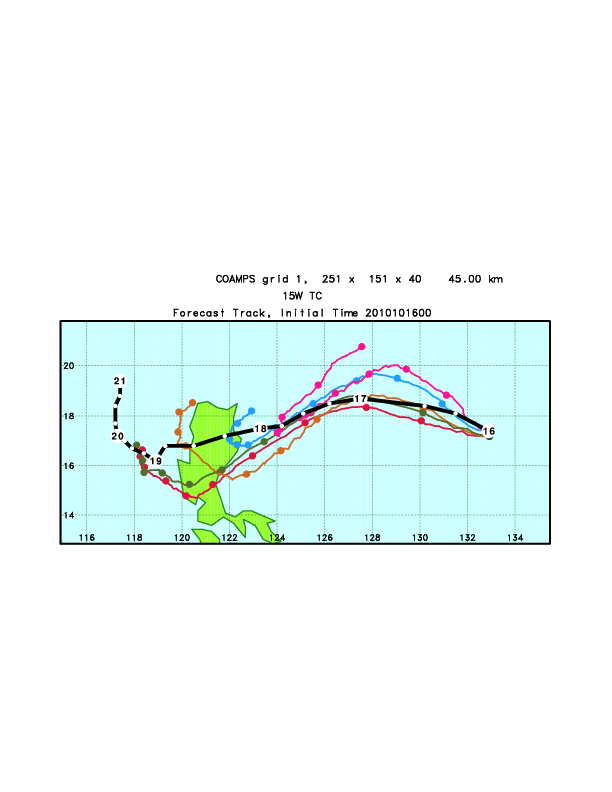 COAMPS grid 1, 251 x 151 x 40 45.00 km
15W TC
Forecast Track, Initial Time 2010101600
20
21
18
17
18
16
20
16
19
14
116 118 120 122 124 126 128 130 132 134